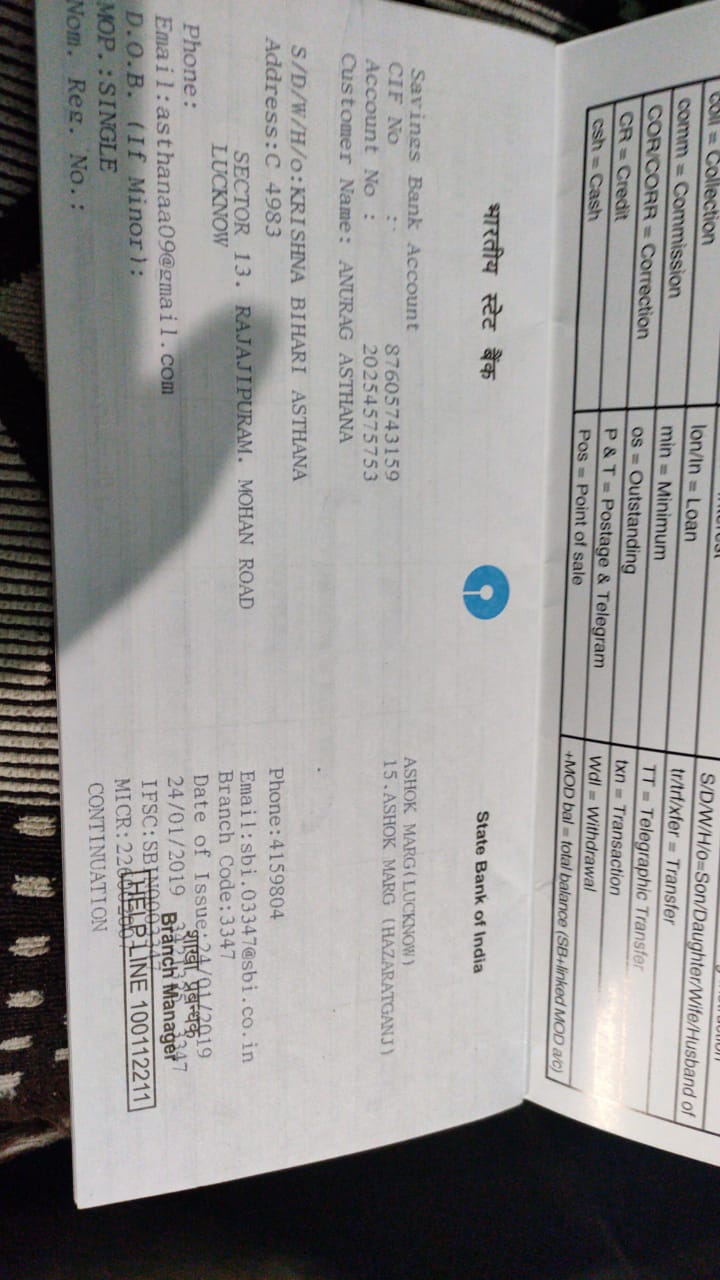 coll = Collection
comm = Commission
lon/ln = Loan
tr/trf/xfer = Transfer
S/D/W/H/o=Son/Daughter/Wife/Husband of
COR/CORR = Correction
min = Minimum
TT = Telegraphic Transfer
CR = Credit
os = Outstanding
txn = Transaction
csh = Cash
P & T = Postage & Telegram
Wdl = Withdrawal
Pos = Point of sale
+MOD bal = total balance (SB+linked MOD a/c)
भारतीय स्टेट बैंक
State Bank of India
Savings Bank Account
CIF No : 87605743159
Account No : 20254575753
Customer Name: ANURAG ASTHANA
S/D/W/H/o:KRISHNA BIHARI ASTHANA
Address:C 4983
SECTOR 13. RAJAJIPURAM. MOHAN ROAD
LUCKNOW
Phone:
Email:asthanaa09@gmail.com
D.O.B. (If Minor):
MOP.:SINGLE
Nom. Reg. No.:
ASHOK MARG(LUCKNOW)
15.ASHOK MARG (HAZARATGANJ)
Phone:4159804
Email:sbi.03347@sbi.co.in
Branch Code:3347
Date of Issue:24/01/2019
24/01/2019 3347
शाखा प्रबन्धक
Branch Manager
IFSC:SBIN0003347
MICR:
HELP LINE 100112211
CONTINUATION